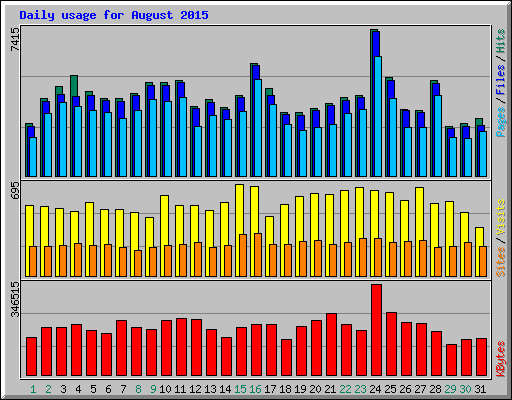 Daily usage for August 2015
7415
Pages / Files / Hits
695
Sites / Visits
346515
KBytes
1 2 3 4 5 6 7 8 9 10 11 12 13 14 15 16 17 18 19 20 21 22 23 24 25 26 27 28 29 30 31